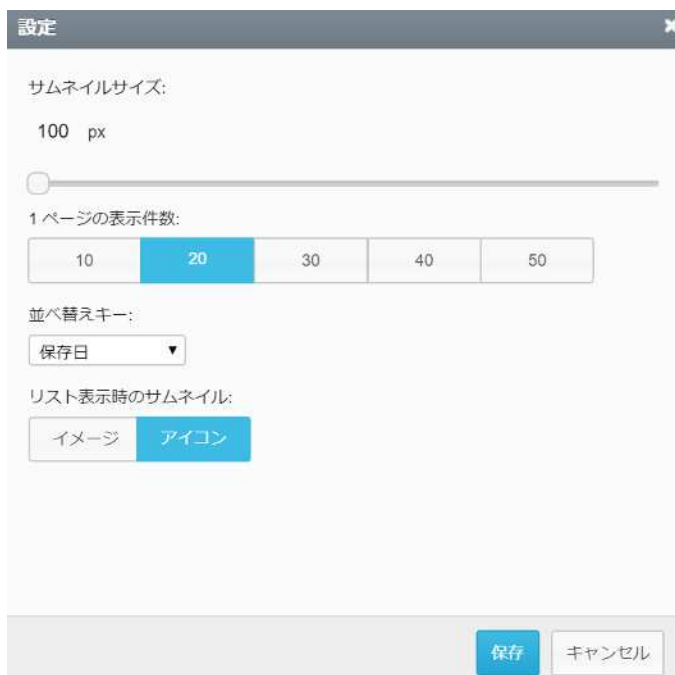 設定
サムネイルサイズ:
100 px
1 ページの表示件数:
10 20 30 40 50
並べ替えキー:
保存日
リスト表示時のサムネイル:
イメージ アイコン
保存 キャンセル